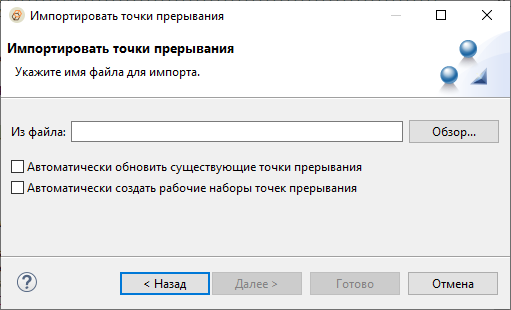 Импортировать точки прерывания
Импортировать точки прерывания
Укажите имя файла для импорта.
Из файла:
Обзор...
Автоматически обновить существующие точки прерывания
Автоматически создать рабочие наборы точек прерывания
?
< Назад
Далее >
Готово
Отмена